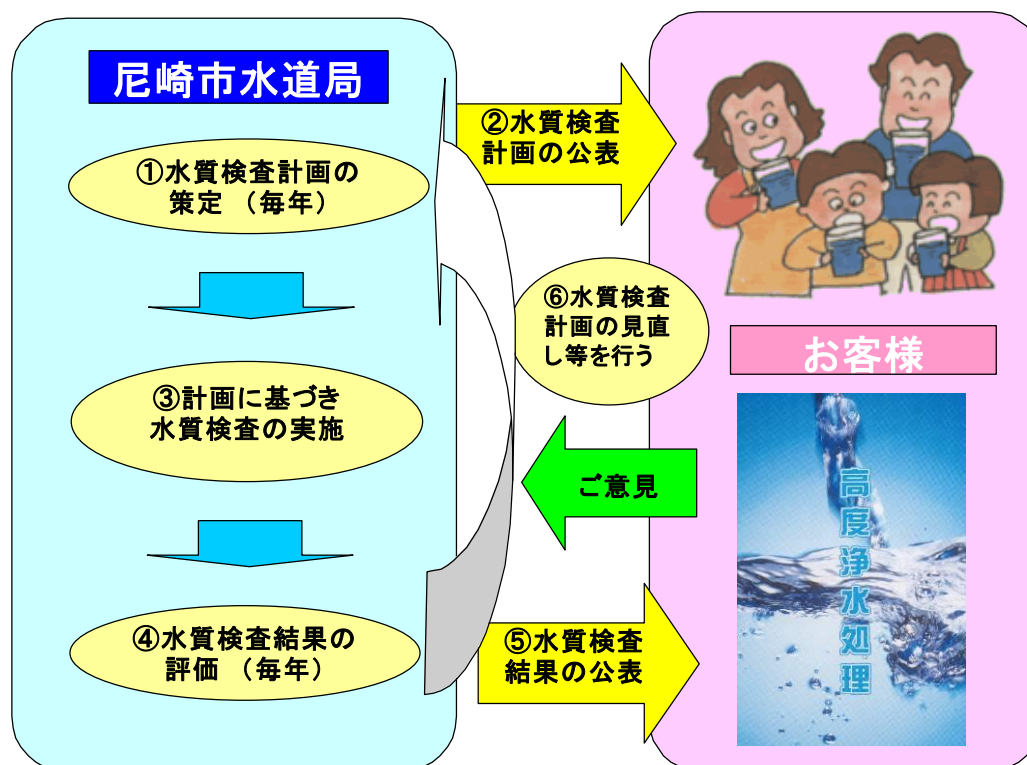 尼崎市水道局
①水質検査計画の
策定 （毎年）
②水質検査
計画の公表
③計画に基づき
水質検査の実施
④水質検査結果の
評価 （毎年）
⑤水質検査
結果の公表
⑥水質検査
計画の見直
し等を行う
ご意見
お客様
高度浄水処理